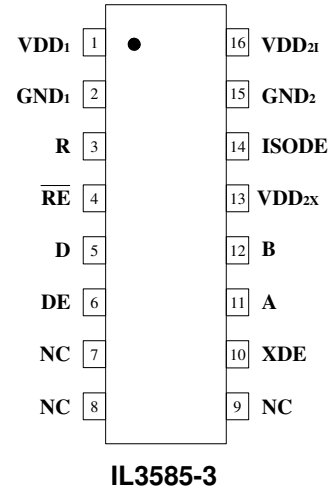 VDD1 1 16 VDD2I
GND1 2 15 GND2
R 3 14 ISODE
R̅E̅ 4 13 VDD2X
D 5 12 B
DE 6 11 A
NC 7 10 XDE
NC 8 9 NC
IL3585-3